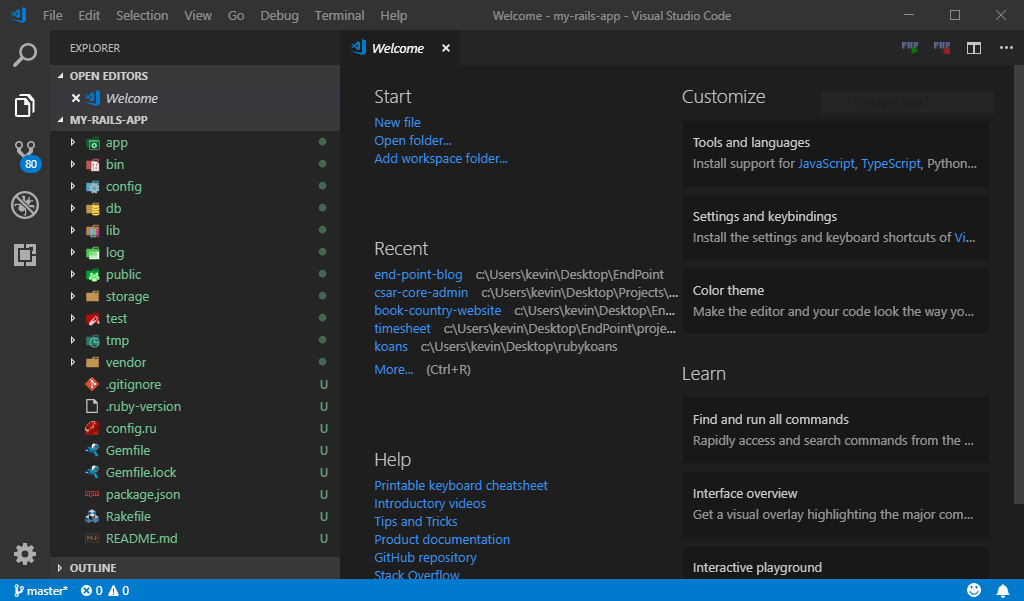 File Edit Selection View Go Debug Terminal Help
Welcome - my-rails-app - Visual Studio Code
EXPLORER
OPEN EDITORS
Welcome
MY-RAILS-APP
app
bin
config
db
lib
log
public
storage
test
tmp
vendor
.gitignore U
.ruby-version U
config.ru U
Gemfile U
Gemfile.lock U
package.json U
Rakefile U
README.md U
OUTLINE
80
Welcome
PHP PHP
Start
New file
Open folder...
Add workspace folder...
Recent
end-point-blog c:\Users\kevin\Desktop\EndPoint
csar-core-admin c:\Users\kevin\Desktop\Projects\...
book-country-website c:\Users\kevin\Desktop\En...
timesheet c:\Users\kevin\Desktop\EndPoint\proje...
koans c:\Users\kevin\Desktop\rubykoans
More... (Ctrl+R)
Help
Printable keyboard cheatsheet
Introductory videos
Tips and Tricks
Product documentation
GitHub repository
Stack Overflow
Customize
Tools and languages
Install support for JavaScript, TypeScript, Python...
Settings and keybindings
Install the settings and keyboard shortcuts of Vi...
Color theme
Make the editor and your code look the way yo...
Learn
Find and run all commands
Rapidly access and search commands from the ...
Interface overview
Get a visual overlay highlighting the major com...
Interactive playground
master* 0 0